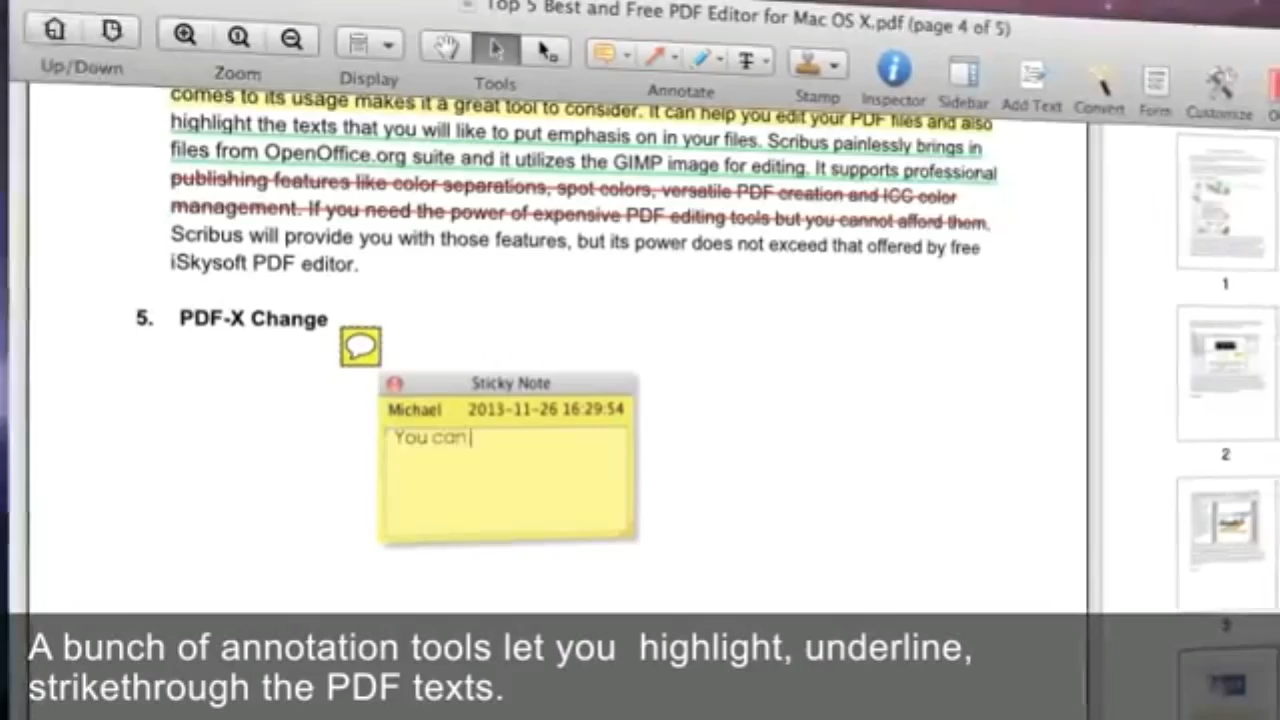 Top 5 Best and Free PDF Editor for Mac OS X.pdf (page 4 of 5)
Up/Down
Zoom
Display
Tools
Annotate
Stamp
Inspector
Sidebar
Add Text
Convert
Form
Customize
comes to its usage makes it a great tool to consider. It can help you edit your PDF files and also
highlight the texts that you will like to put emphasis on in your files. Scribus painlessly brings in
files from OpenOffice.org suite and it utilizes the GIMP image for editing. It supports professional
publishing features like color separations, spot colors, versatile PDF creation and ICC color
management. If you need the power of expensive PDF editing tools but you cannot afford them,
Scribus will provide you with those features, but its power does not exceed that offered by free
iSkysoft PDF editor.
5. PDF-X Change
Sticky Note
Michael 2013-11-26 16:29:54
You can
1
2
3
A bunch of annotation tools let you highlight, underline,
strikethrough the PDF texts.